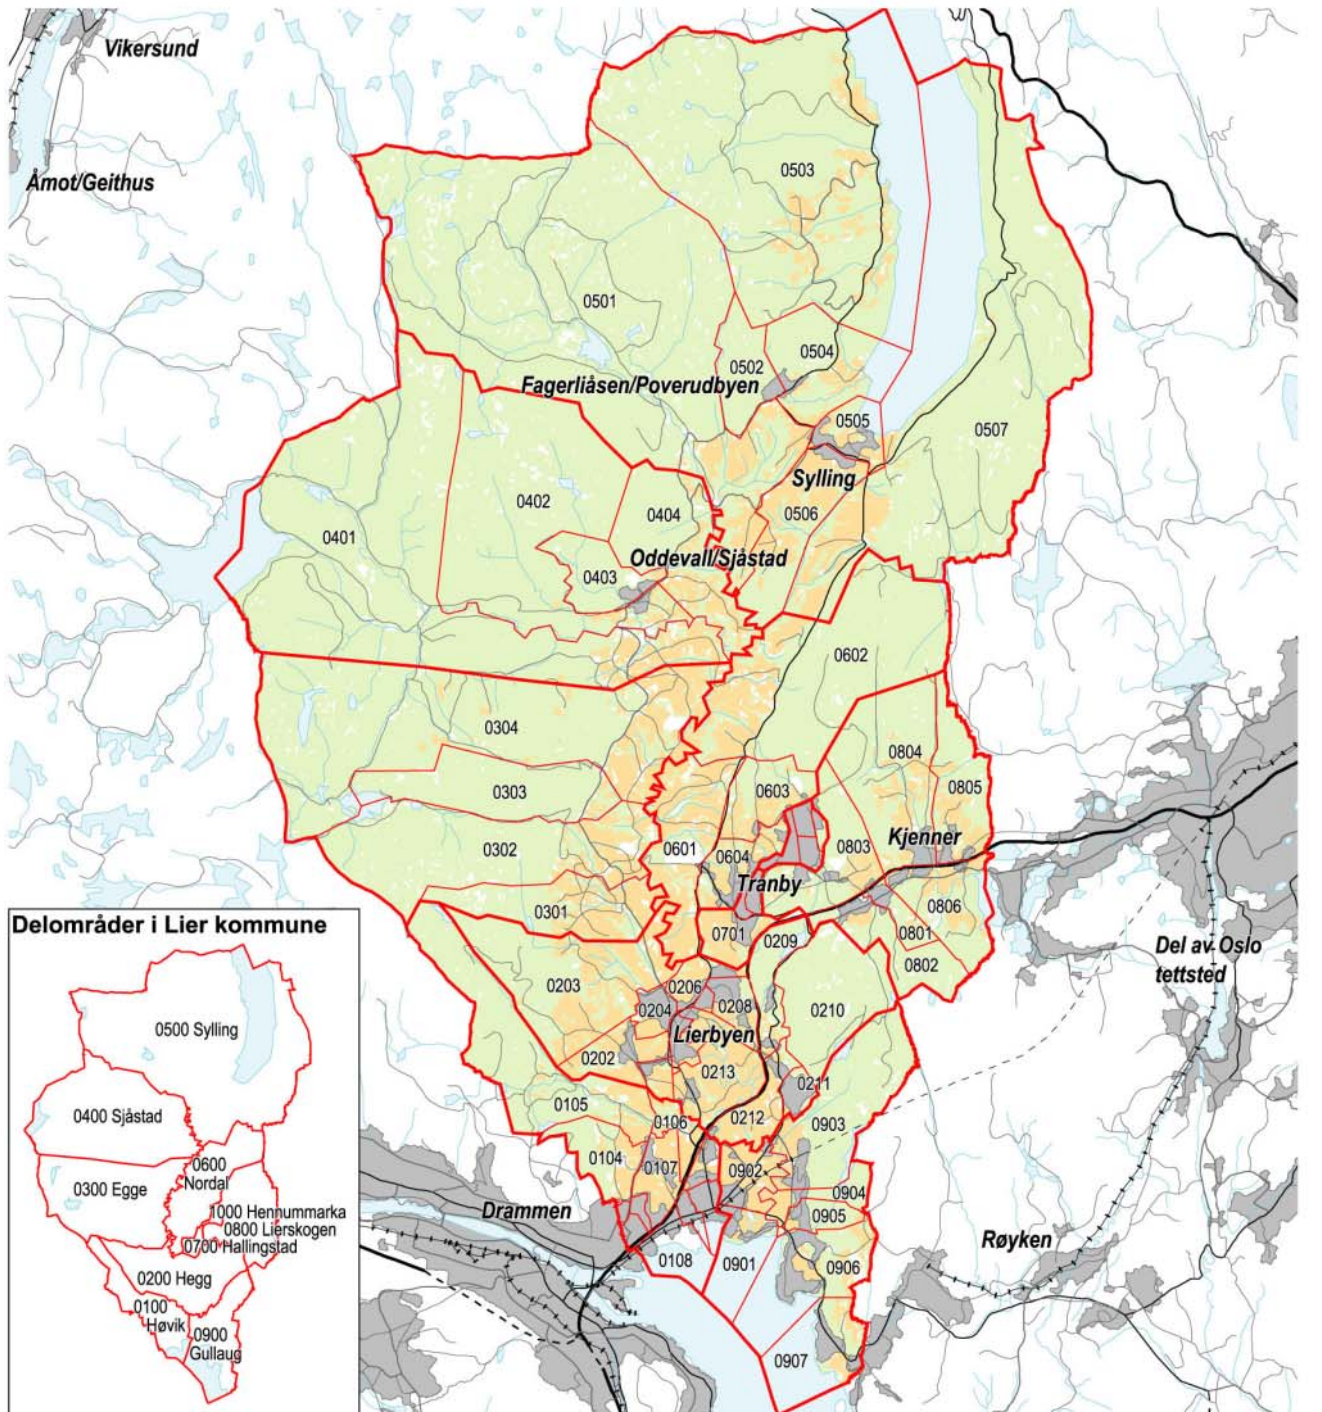 Vikersund
Åmot/Geithus
0503
0501
0502
0504
Fagerliåsen/Poverudbyen
0505
0507
Sylling
0402
0404
0506
0401
Oddevall/Sjåstad
0403
0602
0304
0804
0805
0303
0603
Kjenner
0302
0601
0604
0803
Tranby
0301
0806
0701
0209
0801
0802
Del av Oslo
tettsted
0203
0206
0208
0210
0204
Lierbyen
0202
0213
0211
0105
0106
0212
0903
0104
0107
0902
0904
0905
Drammen
Røyken
0108
0901
0906
0907
Delområder i Lier kommune
0500 Sylling
0400 Sjåstad
0600
Nordal
0300 Egge
1000 Hennummarka
0800 Lierskogen
0700 Hallingstad
0200 Hegg
0100
Høvik
0900
Gullaug